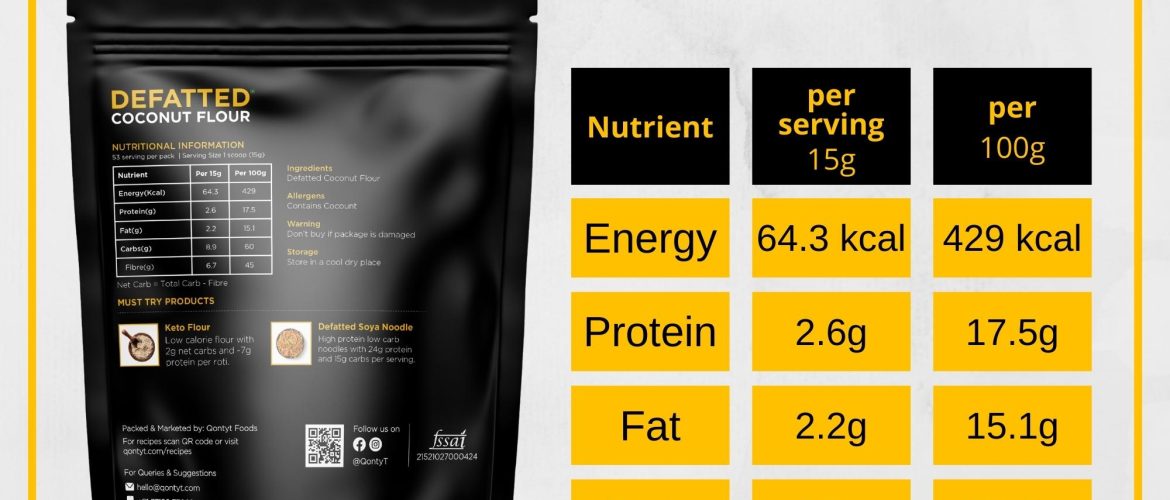 DEFATTED
COCONUT FLOUR
NUTRITIONAL INFORMATION
53 serving per pack | Serving Size 1 scoop (15g)
Nutrient Per 15g Per 100g
Energy(Kcal) 64.3 429
Protein(g) 2.6 17.5
Fat(g) 2.2 15.1
Carbs(g) 8.9 60
Fibre(g) 6.7 45
Net Carb = Total Carb - Fibre
Ingredients
Defatted Coconut Flour
Allergens
Contains Cocount
Warning
Don't buy if package is damaged
Storage
Store in a cool dry place
MUST TRY PRODUCTS
Keto Flour
Low calorie flour with
2g net carbs and ~7g
protein per roti.
Defatted Soya Noodle
High protein low carb
noodles with 24g protein
and 15g carbs per serving.
Packed & Marketed by: Qontyt Foods
For recipes scan QR code or visit
qontyt.com/recipes
For Queries & Suggestions
hello@qontyt.com
Follow us on
@QontyT
fssai
21521027000424
Nutrient
per
serving
15g
per
100g
Energy 64.3 kcal 429 kcal
Protein 2.6g 17.5g
Fat 2.2g 15.1g